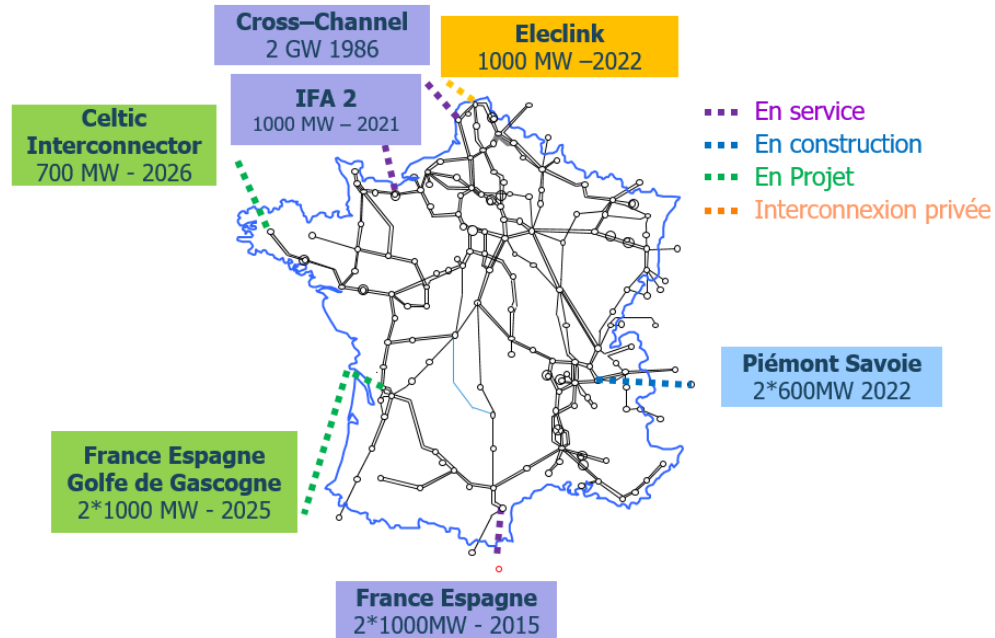 Cross–Channel
2 GW 1986
Eleclink
1000 MW –2022
IFA 2
1000 MW – 2021
Celtic
Interconnector
700 MW - 2026
En service
En construction
En Projet
Interconnexion privée
Piémont Savoie
2*600MW 2022
France Espagne
Golfe de Gascogne
2*1000 MW - 2025
France Espagne
2*1000MW - 2015